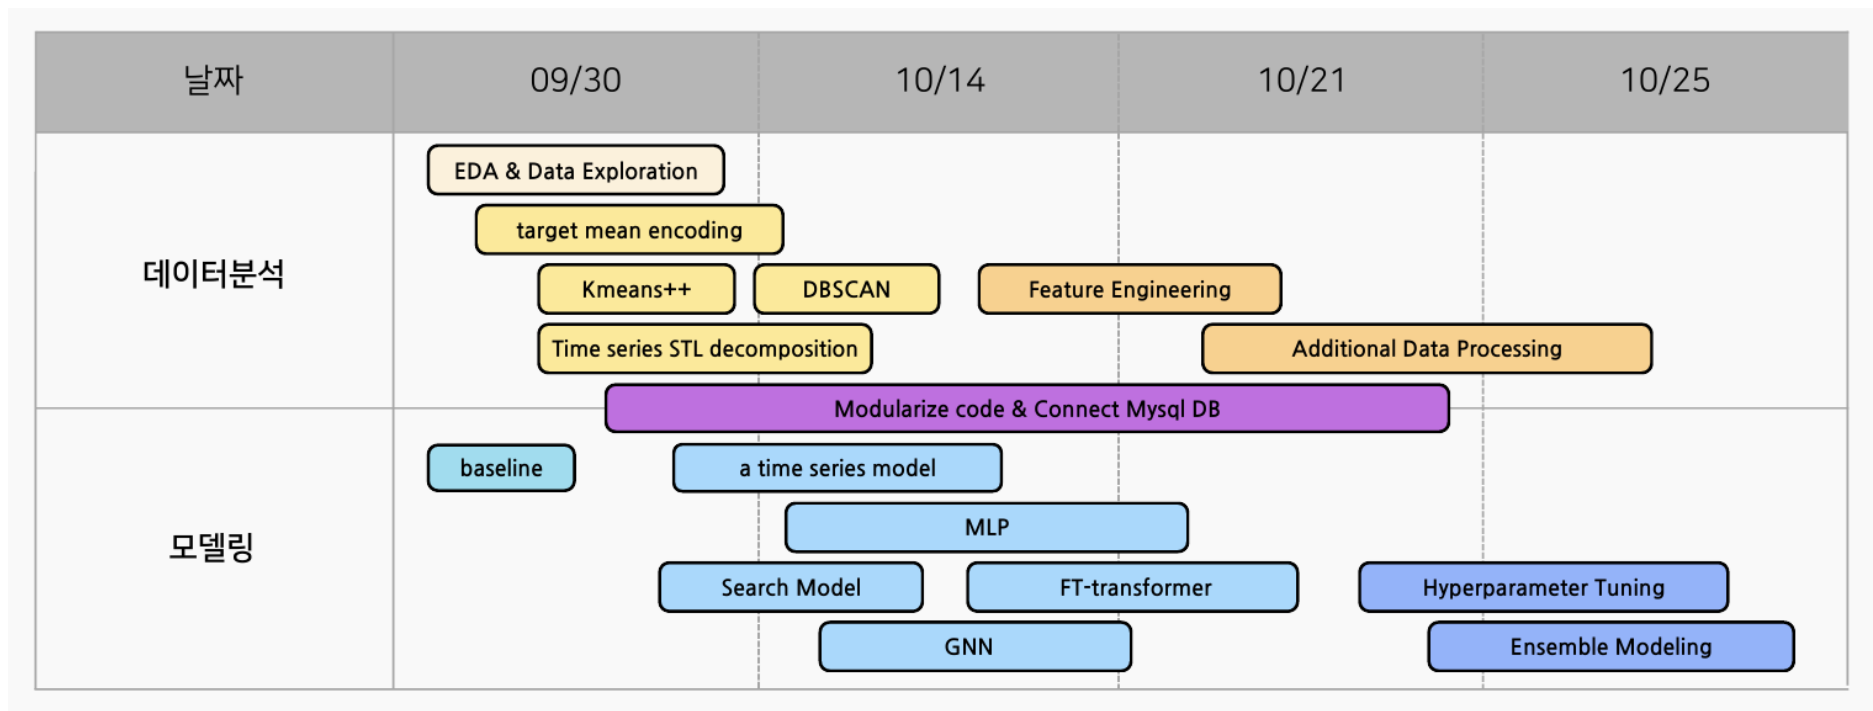 날짜
09/30
10/14
10/21
10/25
데이터분석
EDA & Data Exploration
target mean encoding
Kmeans++
DBSCAN
Feature Engineering
Time series STL decomposition
Additional Data Processing
Modularize code & Connect Mysql DB
모델링
baseline
a time series model
MLP
Search Model
FT-transformer
Hyperparameter Tuning
GNN
Ensemble Modeling